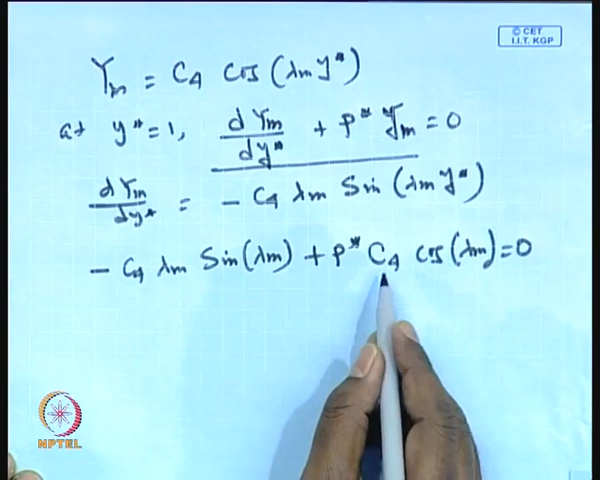 © CET
I.I.T. KGP
Ym = C4 cos (λm y*)
at y*=1, dYm/dy* + P* Ym = 0
dYm/dy* = - C4 λm Sin (λm y*)
- C4 λm Sin(λm) + P* C4 cos(λm) = 0
NPTEL